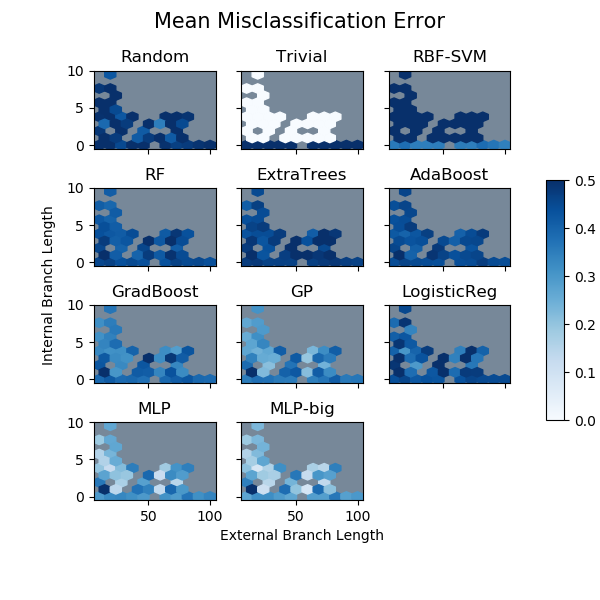 Mean Misclassification Error
Random Trivial RBF-SVM
10
5
0
RF ExtraTrees AdaBoost
10
5
0
GradBoost GP LogisticReg
10
5
0
MLP MLP-big
10
5
0
50 100 50 100
External Branch Length
Internal Branch Length
0.5
0.4
0.3
0.2
0.1
0.0